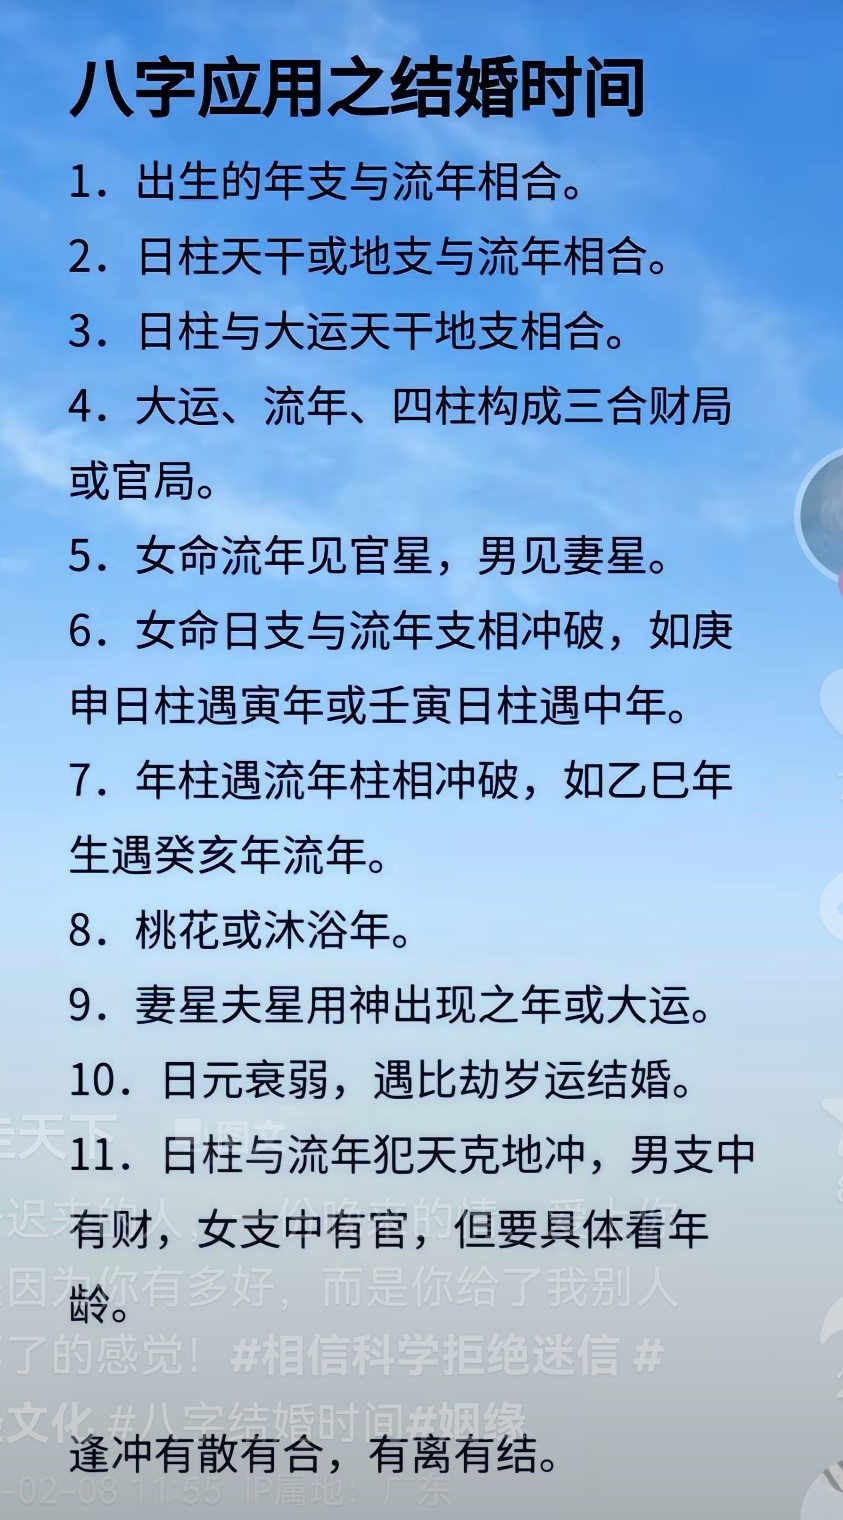 八字应用之结婚时间
1．出生的年支与流年相合。
2．日柱天干或地支与流年相合。
3．日柱与大运天干地支相合。
4．大运、流年、四柱构成三合财局
或官局。
5．女命流年见官星，男见妻星。
6．女命日支与流年支相冲破，如庚
申日柱遇寅年或壬寅日柱遇中年。
7．年柱遇流年柱相冲破，如乙巳年
生遇癸亥年流年。
8．桃花或沐浴年。
9．妻星夫星用神出现之年或大运。
10．日元衰弱，遇比劫岁运结婚。
走天下 图文
11．日柱与流年犯天克地冲，男支中
迟来的人，一份晚来的情，爱上你
有财，女支中有官，但要具体看年
因为你有多好，而是你给了我别人
龄。
了的感觉！#相信科学拒绝迷信 #
文化 #八字结婚时间#姻缘
逢冲有散有合，有离有结。
-02-08 11:55 IP属地：广东